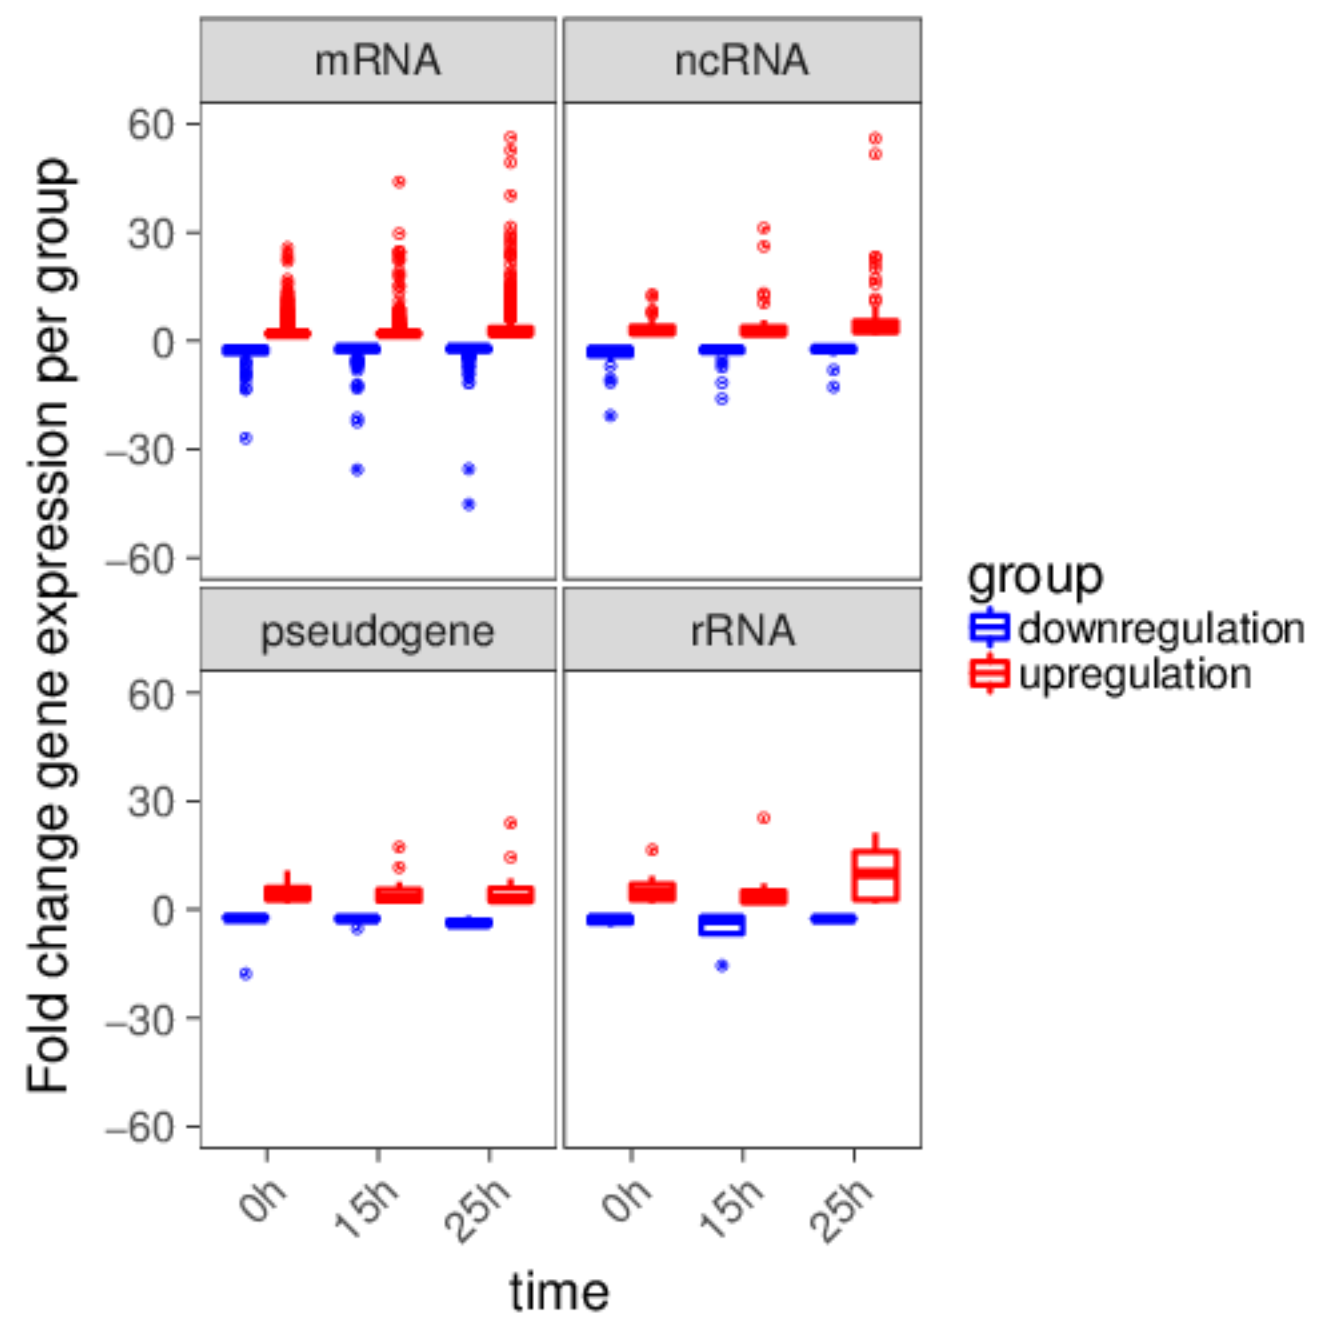 mRNA
ncRNA
60
30
0
−30
−60
pseudogene
rRNA
60
30
0
−30
−60
0h
15h
25h
0h
15h
25h
time
Fold change gene expression per group
group
downregulation
upregulation